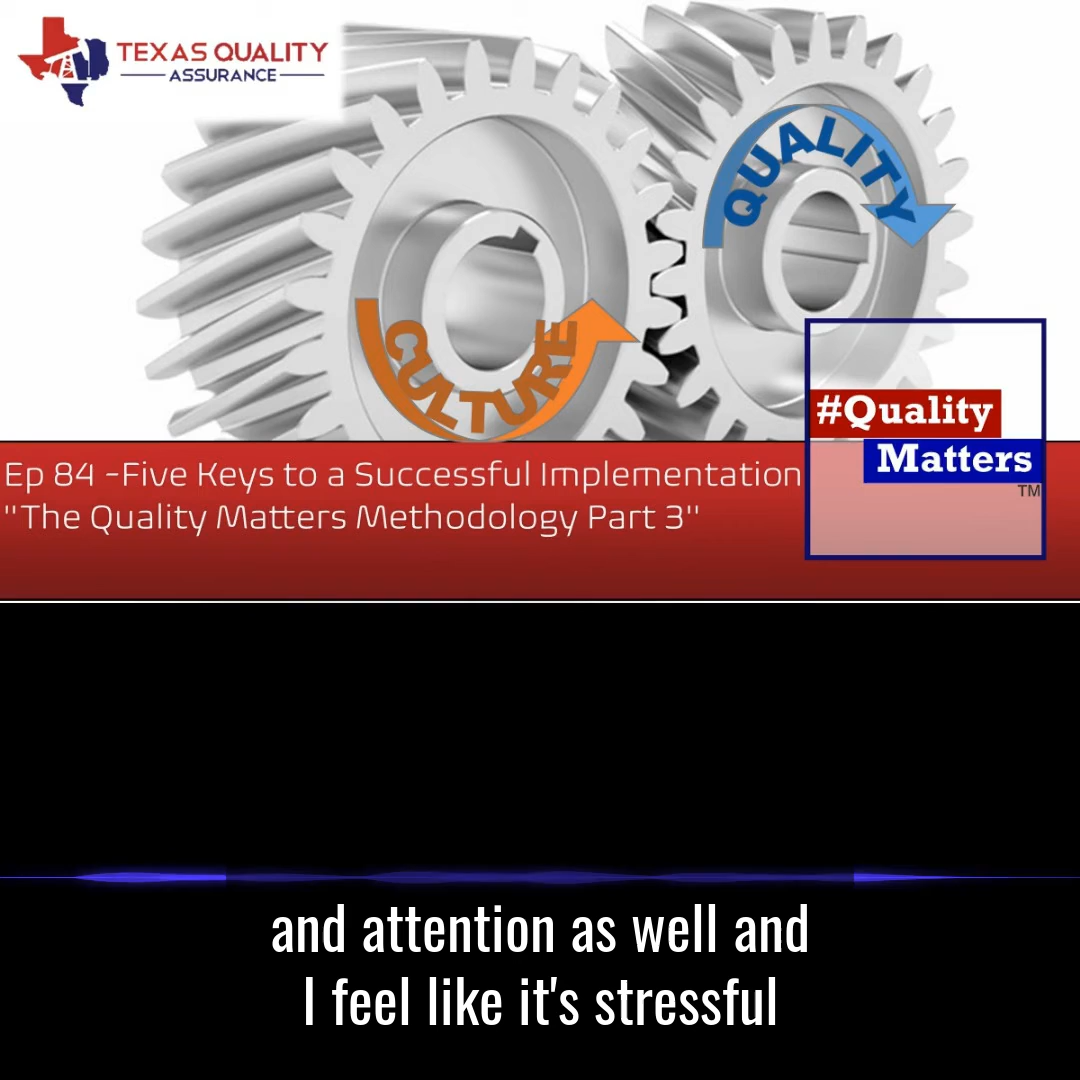 TEXAS QUALITY
ASSURANCE
QUALITY
CULTURE
#Quality
Matters
TM
Ep 84 -Five Keys to a Successful Implementation
"The Quality Matters Methodology Part 3"
and attention as well and
I feel like it's stressful